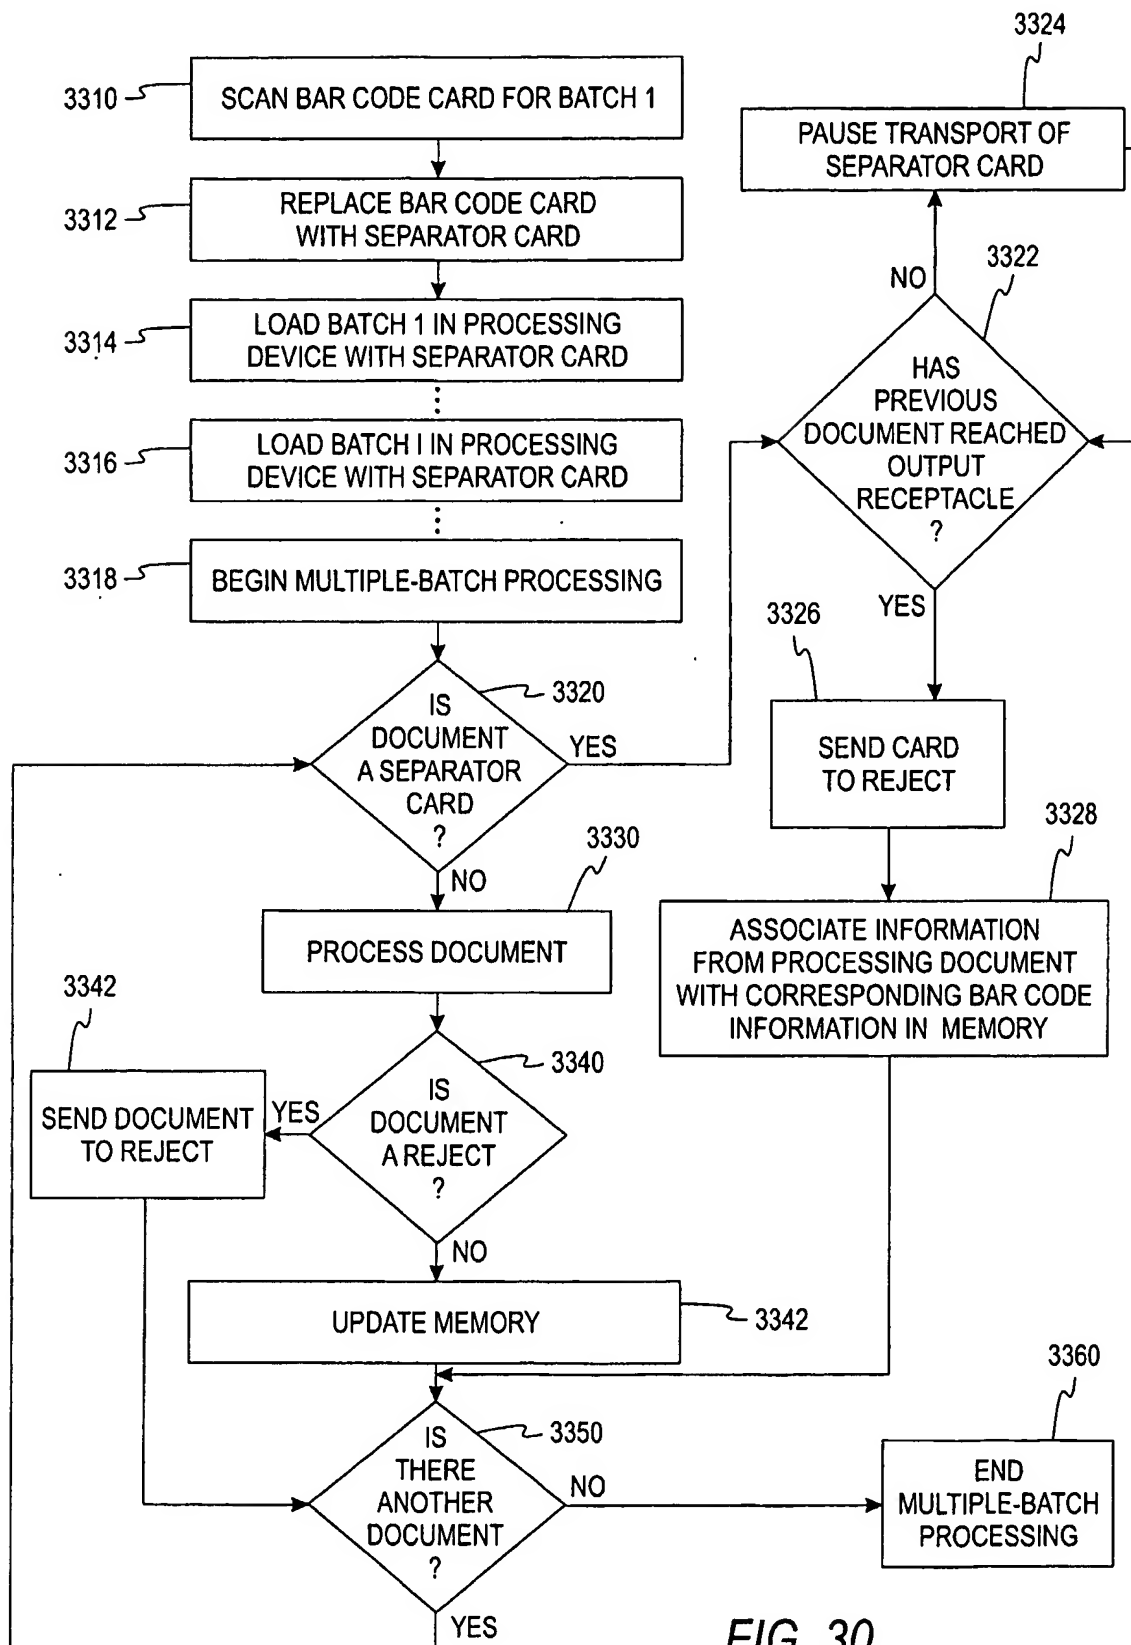 3310
SCAN BAR CODE CARD FOR BATCH 1
3312
REPLACE BAR CODE CARD
WITH SEPARATOR CARD
3314
LOAD BATCH 1 IN PROCESSING
DEVICE WITH SEPARATOR CARD
3316
LOAD BATCH I IN PROCESSING
DEVICE WITH SEPARATOR CARD
3318
BEGIN MULTIPLE-BATCH PROCESSING
3320
IS
DOCUMENT
A SEPARATOR
CARD
?
YES
NO
3324
PAUSE TRANSPORT OF
SEPARATOR CARD
3322
NO
HAS
PREVIOUS
DOCUMENT REACHED
OUTPUT
RECEPTACLE
?
YES
3326
SEND CARD
TO REJECT
3328
ASSOCIATE INFORMATION
FROM PROCESSING DOCUMENT
WITH CORRESPONDING BAR CODE
INFORMATION IN MEMORY
3330
PROCESS DOCUMENT
3340
IS
DOCUMENT
A REJECT
?
YES
3342
SEND DOCUMENT
TO REJECT
NO
UPDATE MEMORY
3342
3350
IS
THERE
ANOTHER
DOCUMENT
?
NO
3360
END
MULTIPLE-BATCH
PROCESSING
YES
FIG. 30